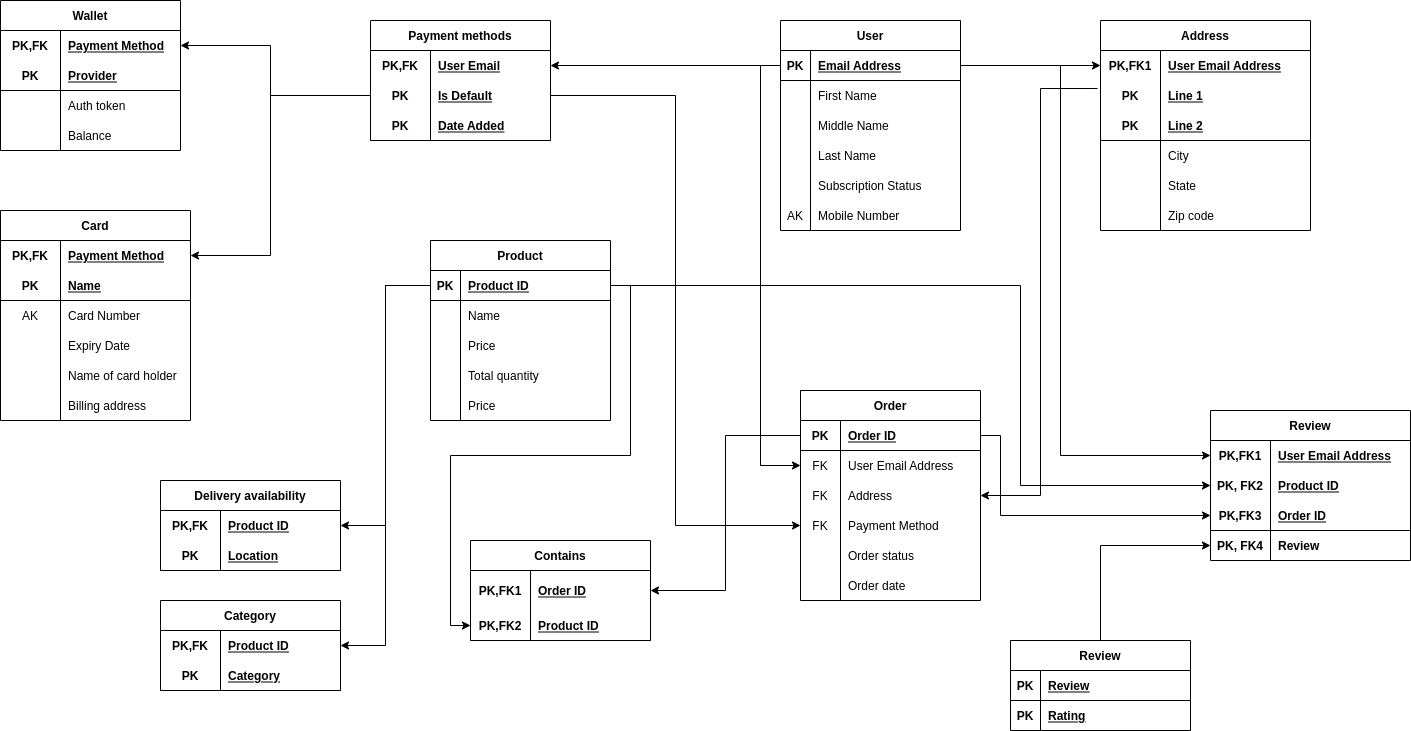 Wallet
PK,FK Payment Method
PK Provider
Auth token
Balance
Payment methods
PK,FK User Email
PK Is Default
PK Date Added
User
PK Email Address
First Name
Middle Name
Last Name
Subscription Status
AK Mobile Number
Address
PK,FK1 User Email Address
PK Line 1
PK Line 2
City
State
Zip code
Card
PK,FK Payment Method
PK Name
AK Card Number
Expiry Date
Name of card holder
Billing address
Product
PK Product ID
Name
Price
Total quantity
Price
Order
PK Order ID
FK User Email Address
FK Address
FK Payment Method
Order status
Order date
Review
PK,FK1 User Email Address
PK, FK2 Product ID
PK,FK3 Order ID
PK, FK4 Review
Delivery availability
PK,FK Product ID
PK Location
Contains
PK,FK1 Order ID
PK,FK2 Product ID
Category
PK,FK Product ID
PK Category
Review
PK Review
PK Rating